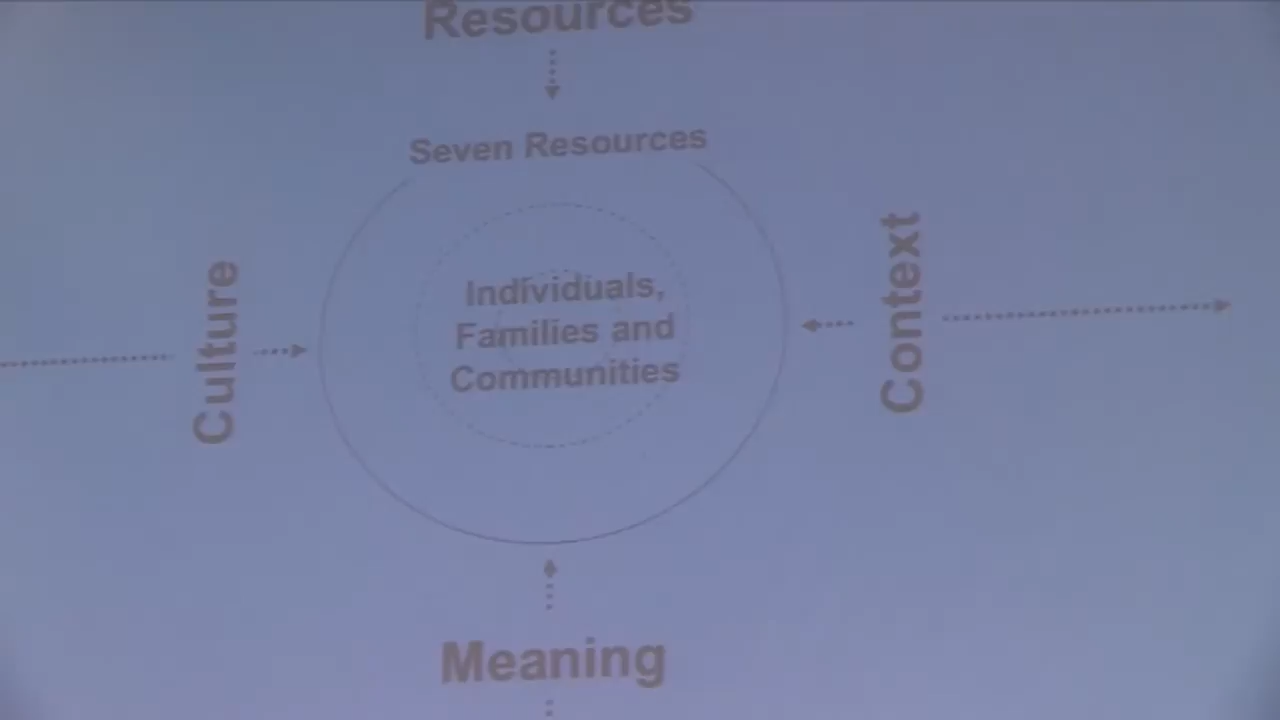 Resources
Seven Resources
Culture
Individuals,
Families and
Communities
Context
Meaning